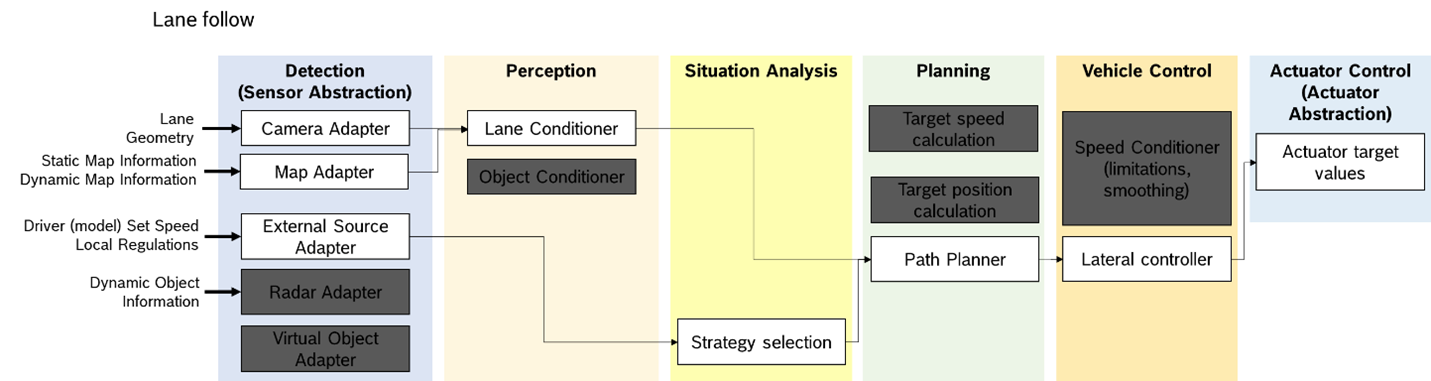 Lane follow
Detection
(Sensor Abstraction)
Perception
Situation Analysis
Planning
Vehicle Control
Actuator Control
(Actuator
Abstraction)
Lane
Geometry
Static Map Information
Dynamic Map Information
Driver (model) Set Speed
Local Regulations
Dynamic Object
Information
Camera Adapter
Map Adapter
External Source
Adapter
Radar Adapter
Virtual Object
Adapter
Lane Conditioner
Object Conditioner
Strategy selection
Target speed
calculation
Target position
calculation
Path Planner
Speed Conditioner
(limitations,
smoothing)
Lateral controller
Actuator target
values